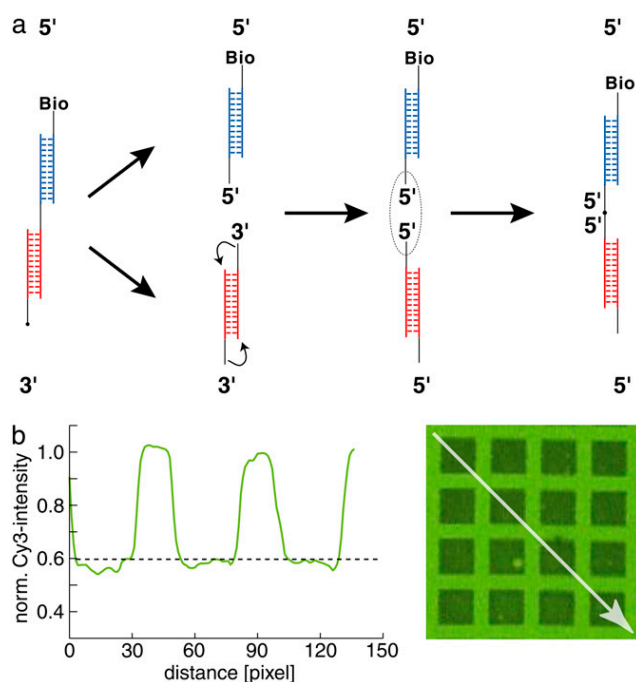 a
5' 5' 5' 5'
Bio Bio Bio Bio
5' 5' 5'
3' 5' 5'
3' 3' 5' 5'
b
norm. Cy3-intensity
1.0
0.8
0.6
0.4
0 30 60 90 120 150
distance [pixel]